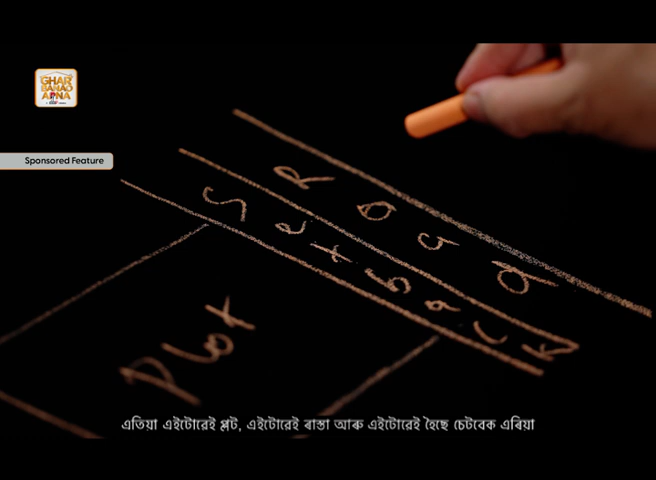 GHAR
BANAO
APNA
Sponsored Feature
Road
Setback
Plot
এতিয়া এইটোৱেই প্লট, এইটোৱেই ৰাস্তা আৰু এইটোৱেই হৈছে চেটবেক এৰিয়া